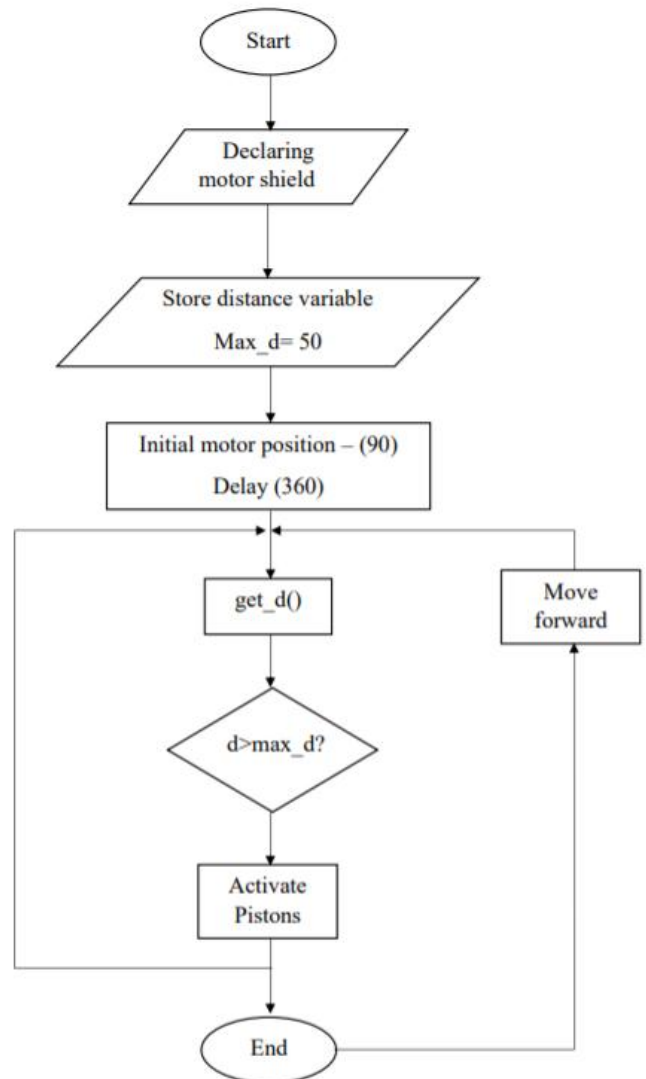 Start
Declaring
motor shield
Store distance variable
Max_d= 50
Initial motor position – (90)
Delay (360)
get_d()
Move
forward
d>max_d?
Activate
Pistons
End